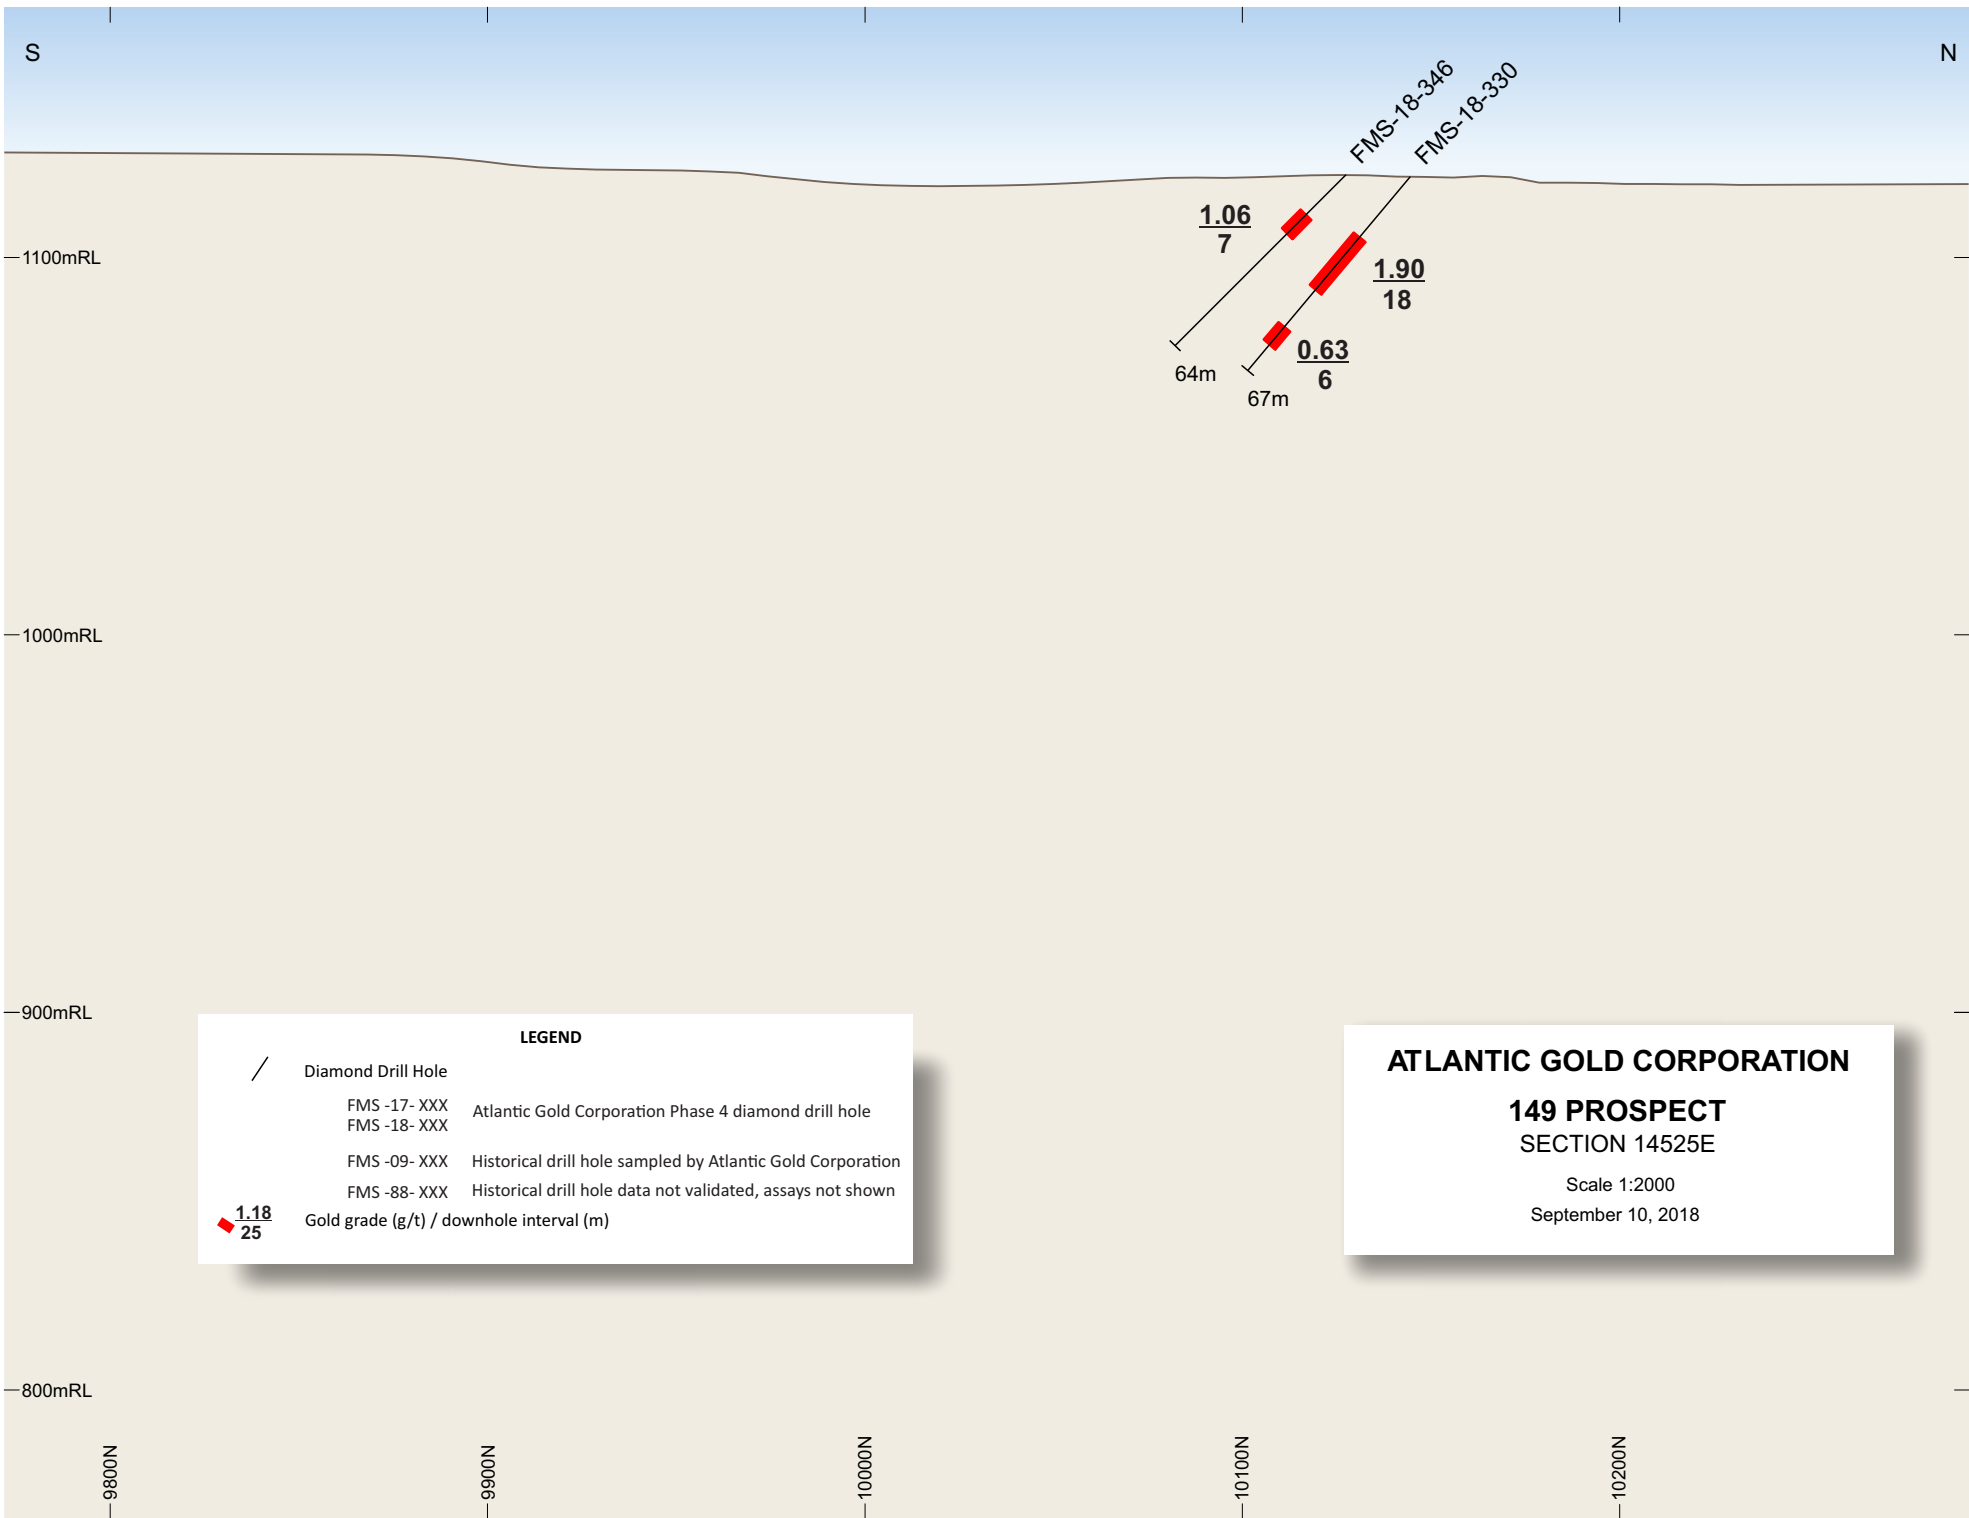 S
N
FMS-18-346
FMS-18-330
1.06
7
1100mRL
1.90
18
0.63
6
64m
67m
1000mRL
900mRL
LEGEND
Diamond Drill Hole
FMS -17- XXX
FMS -18- XXX
Atlantic Gold Corporation Phase 4 diamond drill hole
FMS -09- XXX Historical drill hole sampled by Atlantic Gold Corporation
FMS -88- XXX Historical drill hole data not validated, assays not shown
1.18
25
Gold grade (g/t) / downhole interval (m)
ATLANTIC GOLD CORPORATION
149 PROSPECT
SECTION 14525E
Scale 1:2000
September 10, 2018
800mRL
9800N
9900N
10000N
10100N
10200N